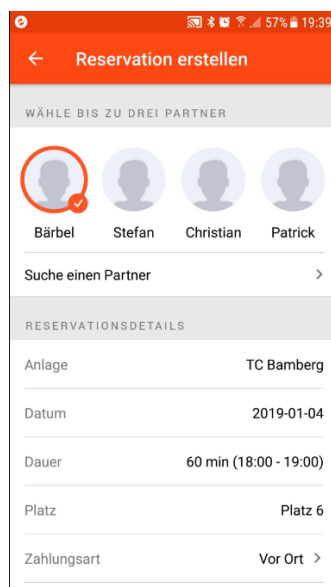 57% 19:39
Reservation erstellen
WÄHLE BIS ZU DREI PARTNER
Bärbel Stefan Christian Patrick
Suche einen Partner
RESERVATIONSDETAILS
Anlage TC Bamberg
Datum 2019-01-04
Dauer 60 min (18:00 - 19:00)
Platz Platz 6
Zahlungsart Vor Ort